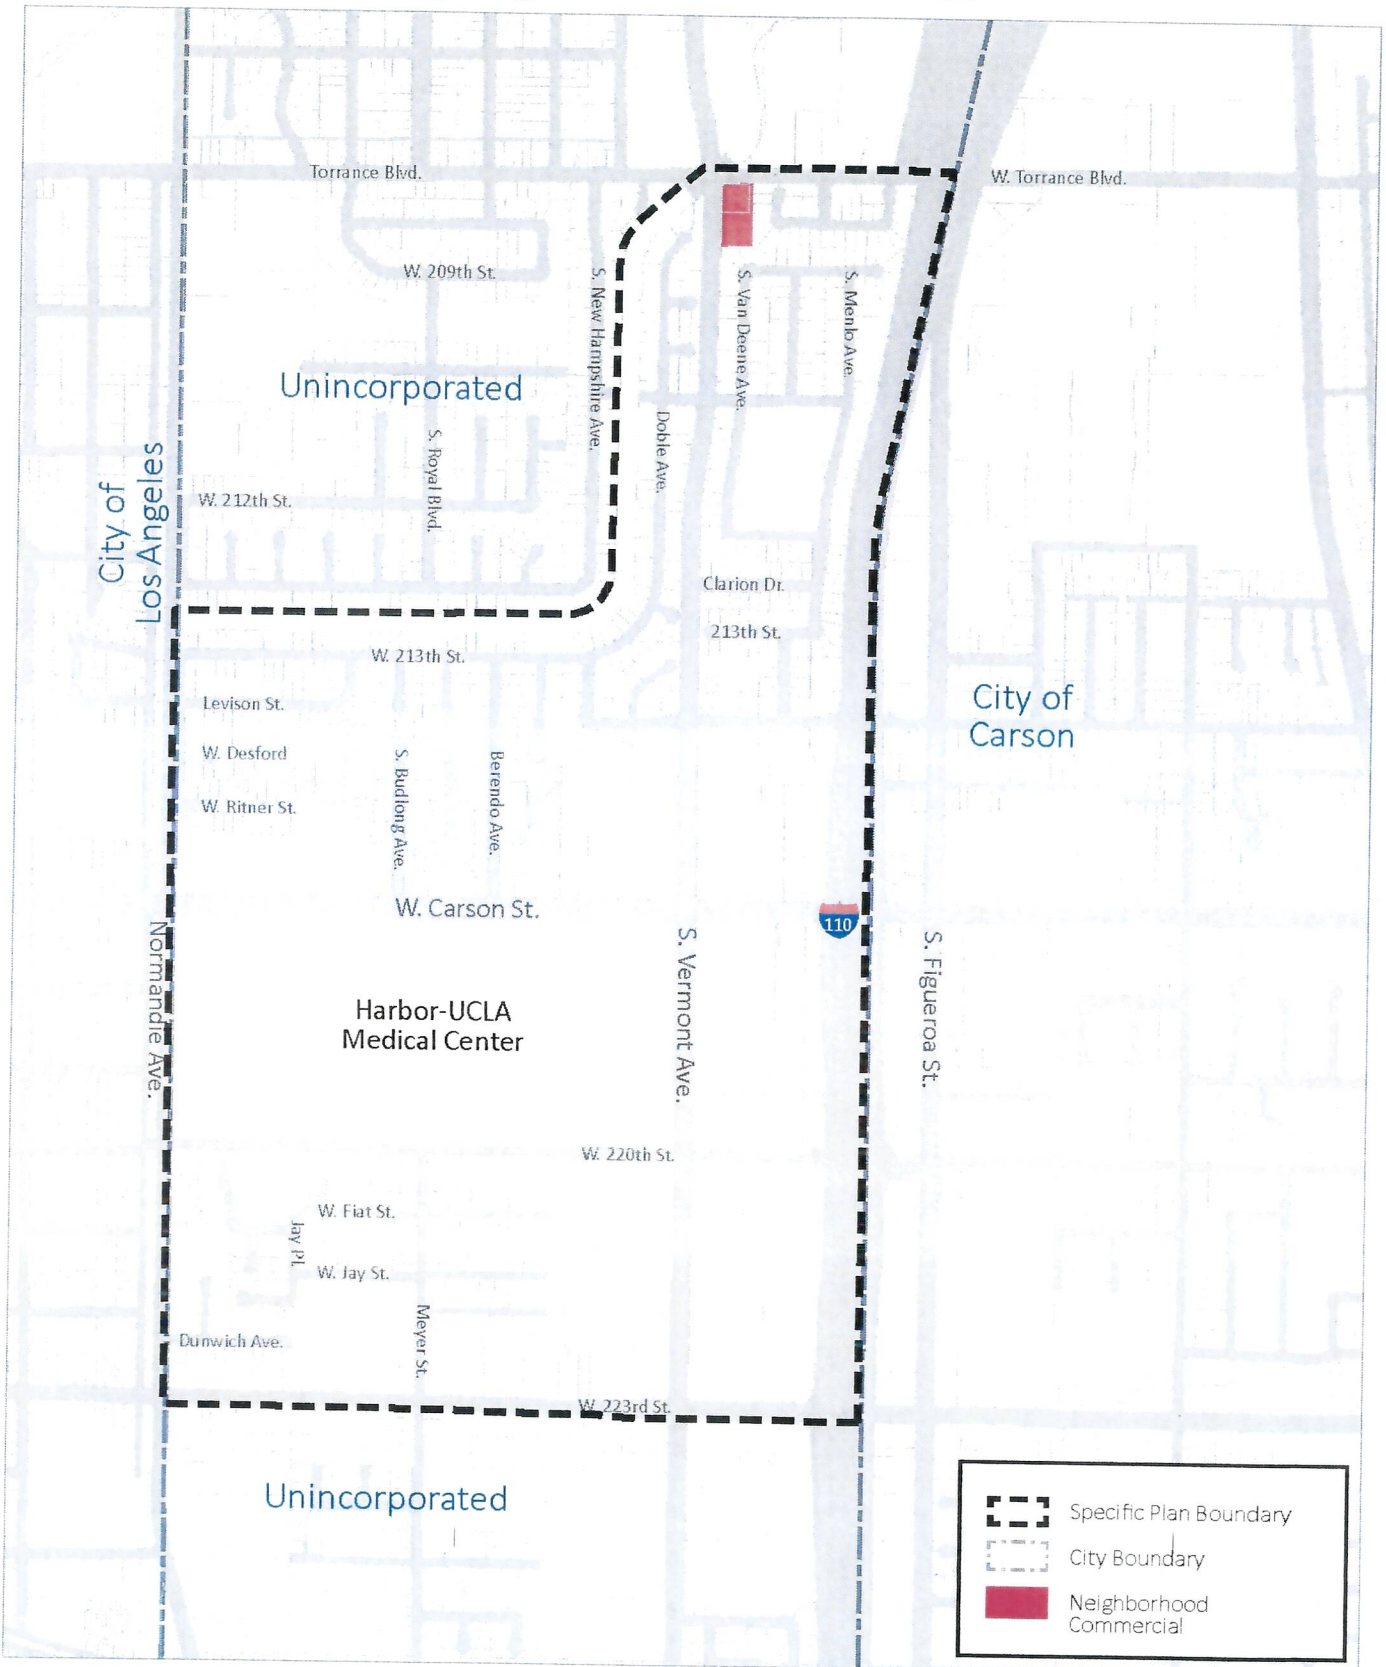 Torrance Blvd.
W. Torrance Blvd.
W. 209th St.
S. New Hampshire Ave.
S. Van Deene Ave.
S. Menlo Ave.
Unincorporated
Doble Ave.
S. Royal Blvd.
City of
Los Angeles
W. 212th St.
Clarion Dr.
213th St.
W. 213th St.
Levison St.
City of
Carson
W. Desford
S. Budlong Ave.
Berendo Ave.
W. Ritner St.
W. Carson St.
110
Normandie Ave.
S. Vermont Ave.
S. Figueroa St.
Harbor-UCLA
Medical Center
W. 220th St.
W. Fiat St.
Jay Pl.
W. Jay St.
Meyer St.
Dunwich Ave.
W. 223rd St.
Unincorporated
Specific Plan Boundary
City Boundary
Neighborhood
Commercial